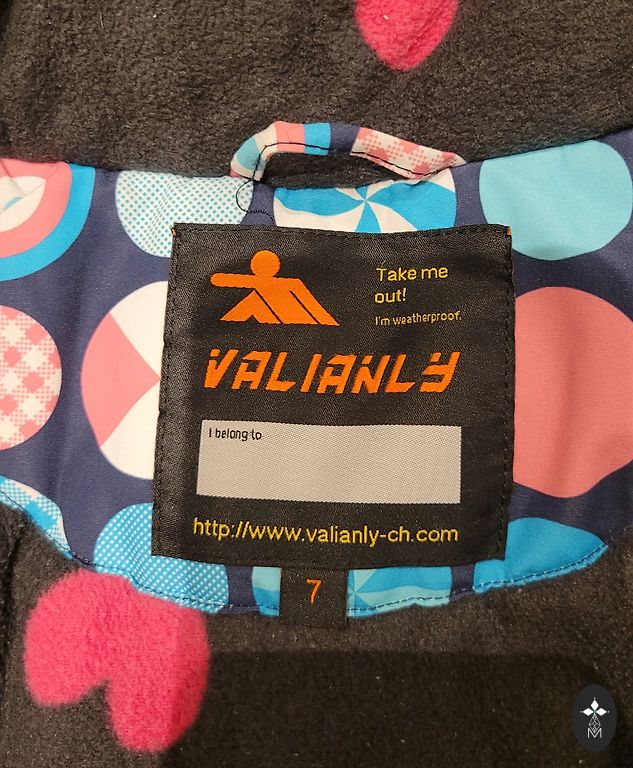 Take me
out!
I'm weatherproof.
VALIANLY
I belong to
http://www.valianly-ch.com
7
M